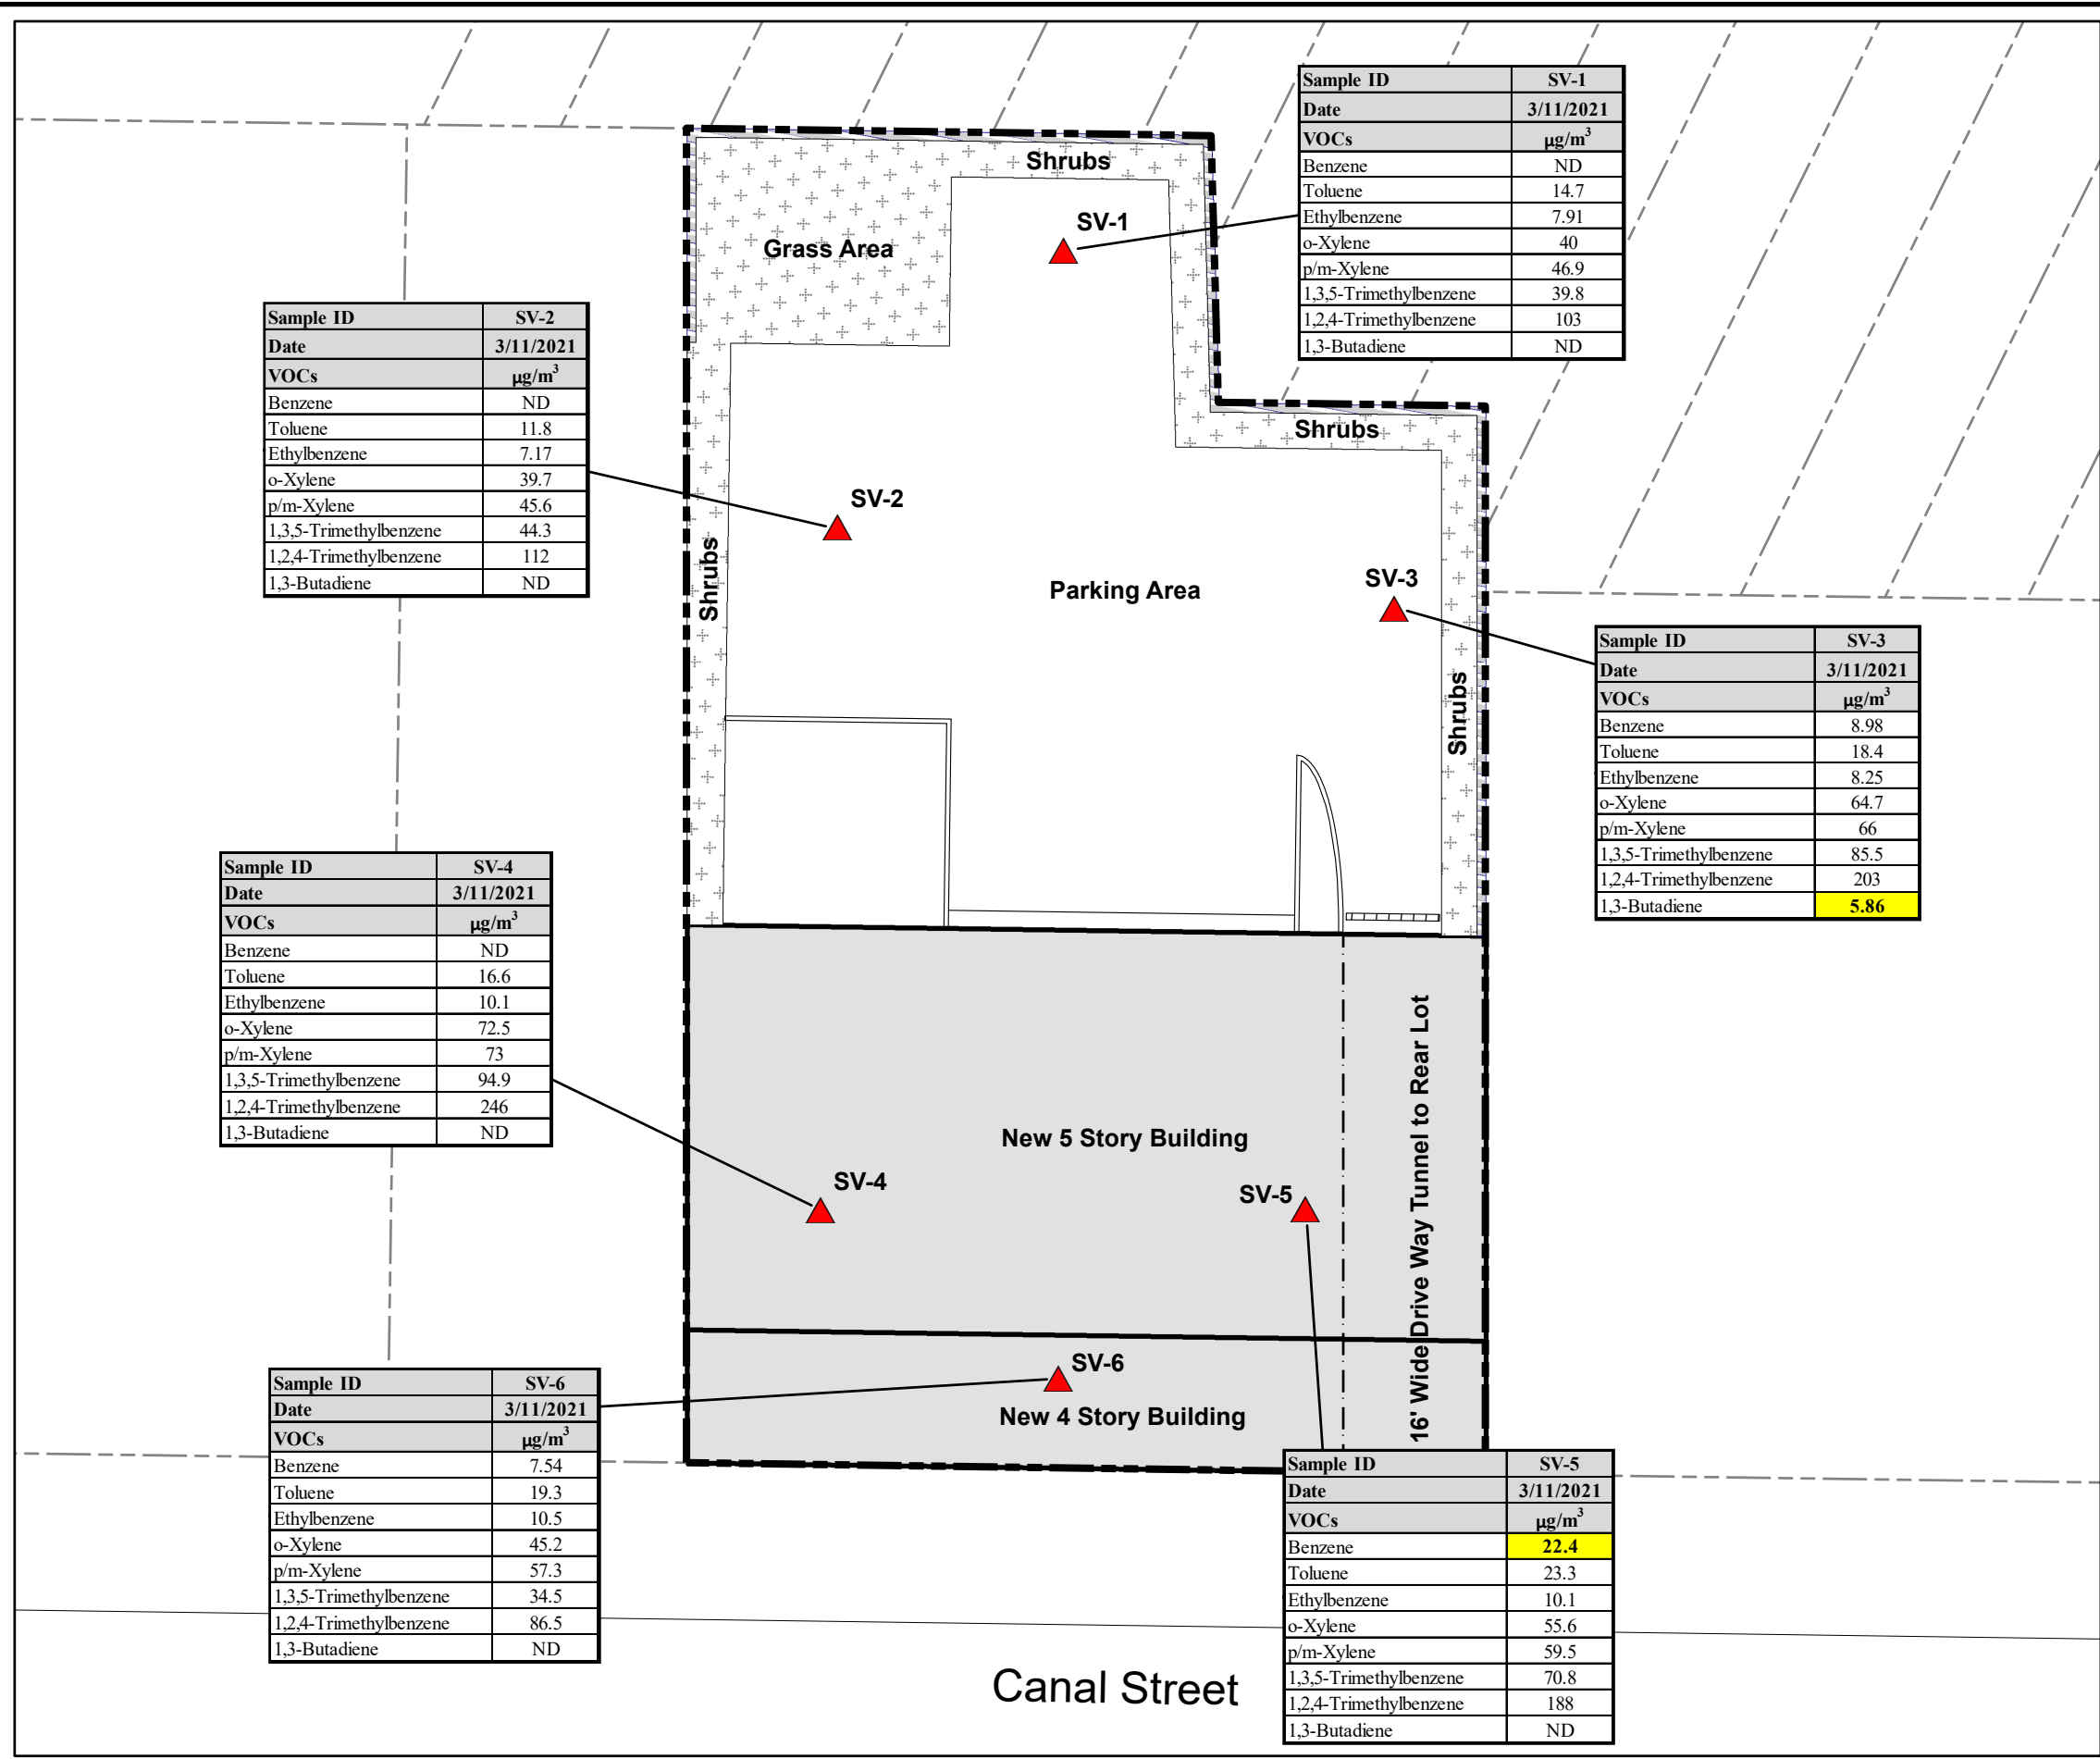 Sample ID SV-1
Date 3/11/2021
VOCs µg/m³
Benzene ND
Toluene 14.7
Ethylbenzene 7.91
o-Xylene 40
p/m-Xylene 46.9
1,3,5-Trimethylbenzene 39.8
1,2,4-Trimethylbenzene 103
1,3-Butadiene ND
Shrubs
SV-1
Grass Area
Sample ID SV-2
Date 3/11/2021
VOCs µg/m³
Benzene ND
Toluene 11.8
Ethylbenzene 7.17
o-Xylene 39.7
p/m-Xylene 45.6
1,3,5-Trimethylbenzene 44.3
1,2,4-Trimethylbenzene 112
1,3-Butadiene ND
Shrubs
SV-2
Shrubs
Parking Area
SV-3
Sample ID SV-3
Date 3/11/2021
VOCs µg/m³
Benzene 8.98
Toluene 18.4
Ethylbenzene 8.25
o-Xylene 64.7
p/m-Xylene 66
1,3,5-Trimethylbenzene 85.5
1,2,4-Trimethylbenzene 203
1,3-Butadiene 5.86
Shrubs
Sample ID SV-4
Date 3/11/2021
VOCs µg/m³
Benzene ND
Toluene 16.6
Ethylbenzene 10.1
o-Xylene 72.5
p/m-Xylene 73
1,3,5-Trimethylbenzene 94.9
1,2,4-Trimethylbenzene 246
1,3-Butadiene ND
New 5 Story Building
SV-4
SV-5
16' Wide Drive Way Tunnel to Rear Lot
SV-6
New 4 Story Building
Sample ID SV-6
Date 3/11/2021
VOCs µg/m³
Benzene 7.54
Toluene 19.3
Ethylbenzene 10.5
o-Xylene 45.2
p/m-Xylene 57.3
1,3,5-Trimethylbenzene 34.5
1,2,4-Trimethylbenzene 86.5
1,3-Butadiene ND
Sample ID SV-5
Date 3/11/2021
VOCs µg/m³
Benzene 22.4
Toluene 23.3
Ethylbenzene 10.1
o-Xylene 55.6
p/m-Xylene 59.5
1,3,5-Trimethylbenzene 70.8
1,2,4-Trimethylbenzene 188
1,3-Butadiene ND
Canal Street